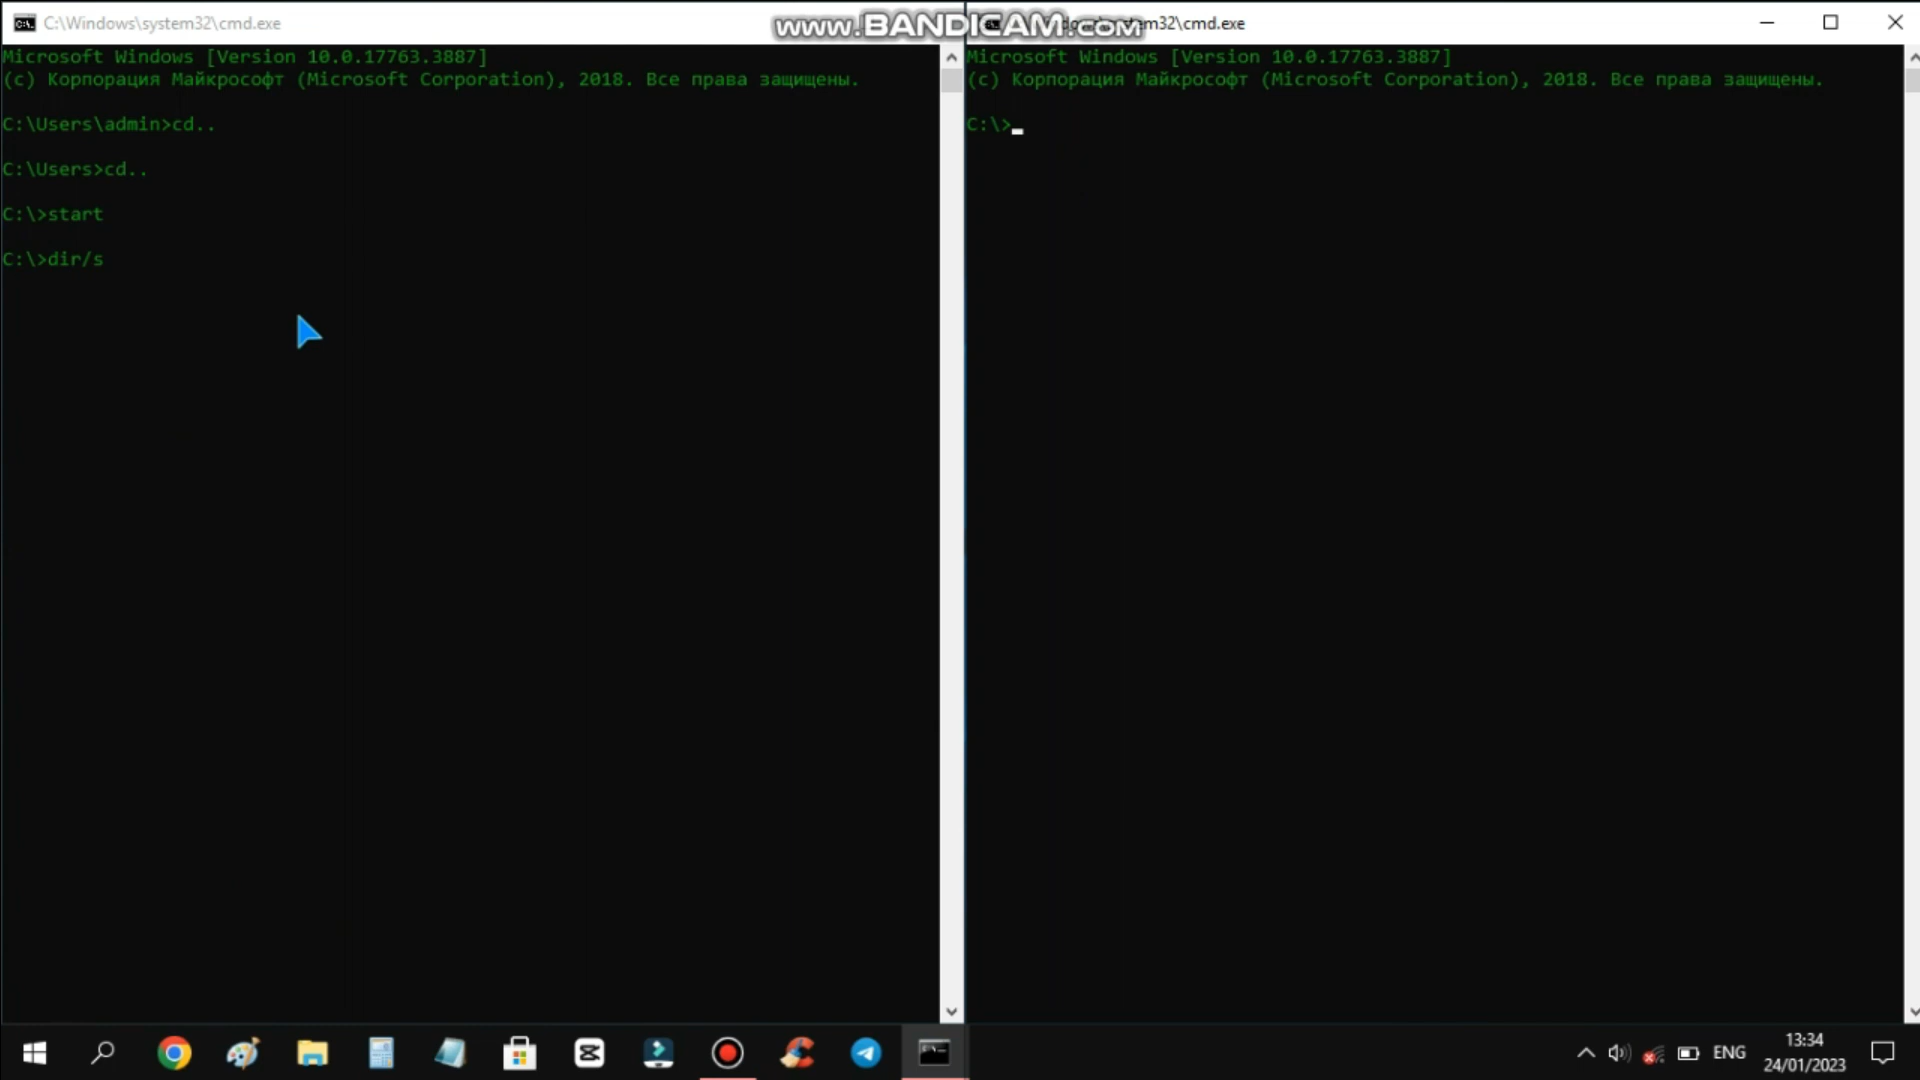 C:\Windows\system32\cmd.exe
www.BANDICAM.com
m32\cmd.exe
Microsoft Windows [Version 10.0.17763.3887]
(c) Корпорация Майкрософт (Microsoft Corporation), 2018. Все права защищены.
C:\Users\admin>cd..
C:\Users>cd..
C:\>start
C:\>dir/s
Microsoft Windows [Version 10.0.17763.3887]
(c) Корпорация Майкрософт (Microsoft Corporation), 2018. Все права защищены.
C:\>
ENG
13:34
24/01/2023